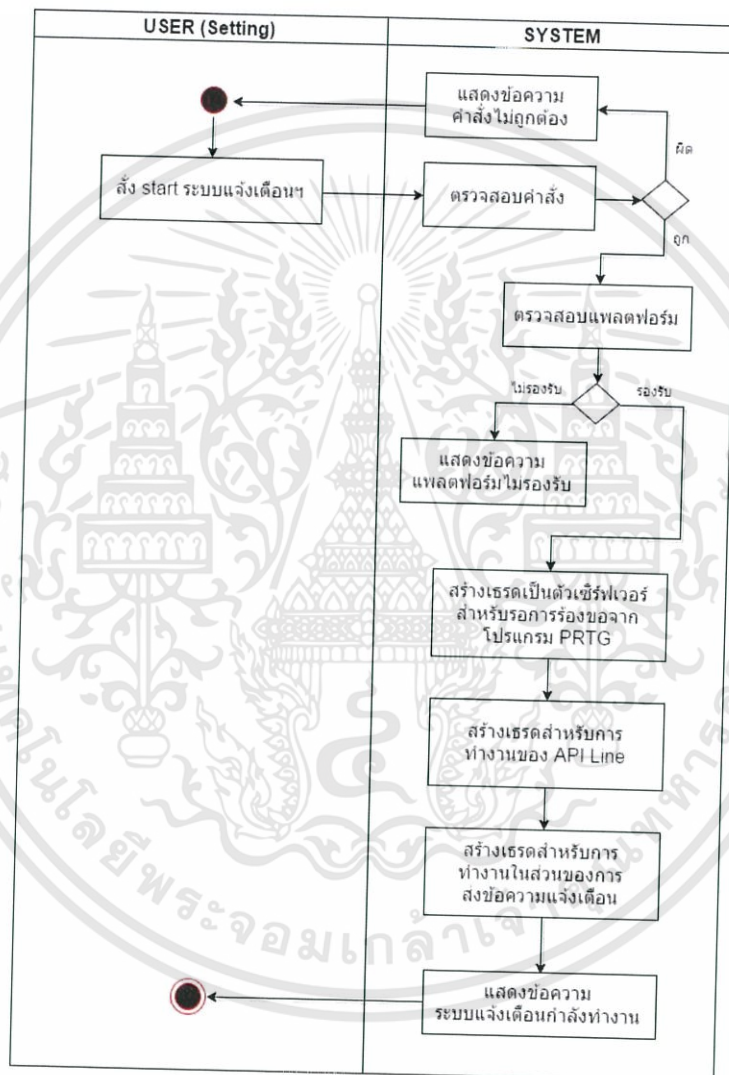 USER (Setting)
SYSTEM
แสดงข้อความ
คำสั่งไม่ถูกต้อง
ผิด
สั่ง start ระบบแจ้งเตือนฯ
ตรวจสอบคำสั่ง
ถูก
ตรวจสอบแพลตฟอร์ม
ไม่รองรับ
รองรับ
แสดงข้อความ
แพลตฟอร์มไม่รองรับ
สร้างเธรดเป็นตัวเซิร์ฟเวอร์
สำหรับรอการร้องขอจาก
โปรแกรม PRTG
สร้างเธรดสำหรับการ
ทำงานของ API Line
สร้างเธรดสำหรับการ
ทำงานในส่วนของการ
ส่งข้อความแจ้งเตือน
แสดงข้อความ
ระบบแจ้งเตือนกำลังทำงาน